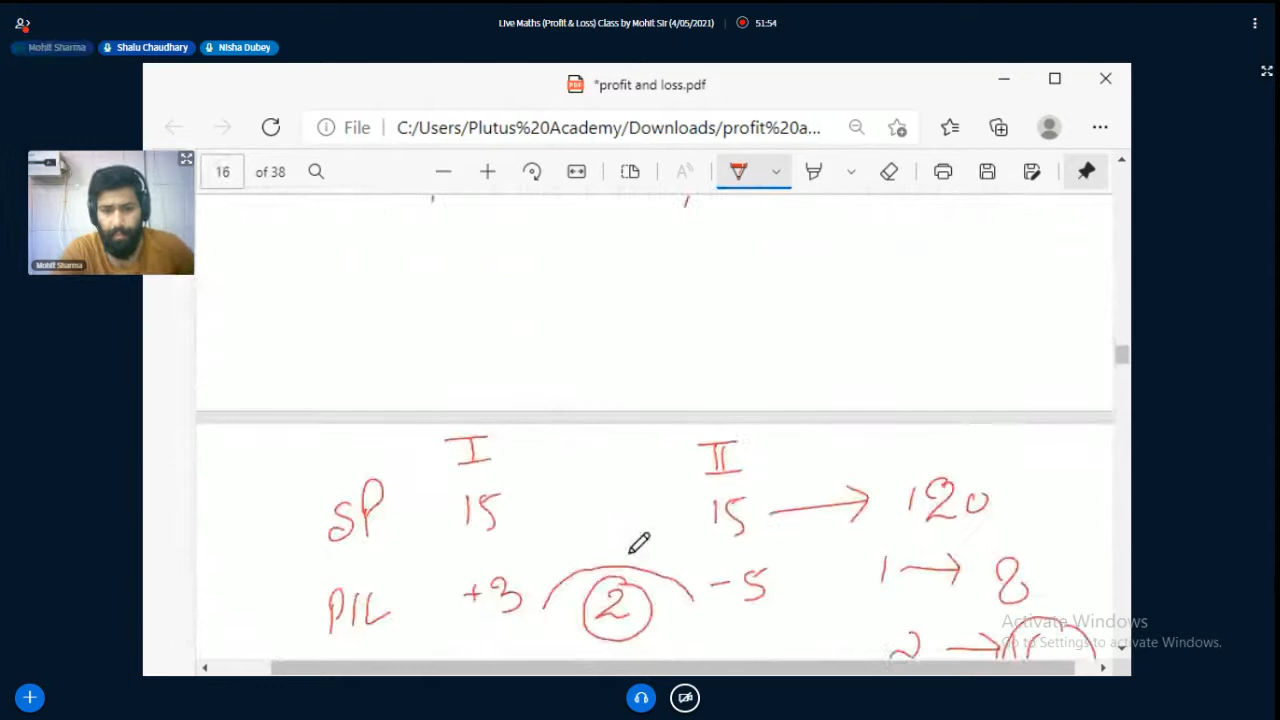 Live Maths (Profit & Loss) Class by Mohit Sir (4/05/2021) 51:54
Mohit Sharma Shalu Chaudhary Nisha Dubey
*profit and loss.pdf
File C:/Users/Plutus%20Academy/Downloads/profit%20a...
16 of 38
Mohit Sharma
I II
SP 15 15 → 120
P/L +3 2 -5 1 → 8
Activate Windows
Go to Settings to activate Windows.
2 →